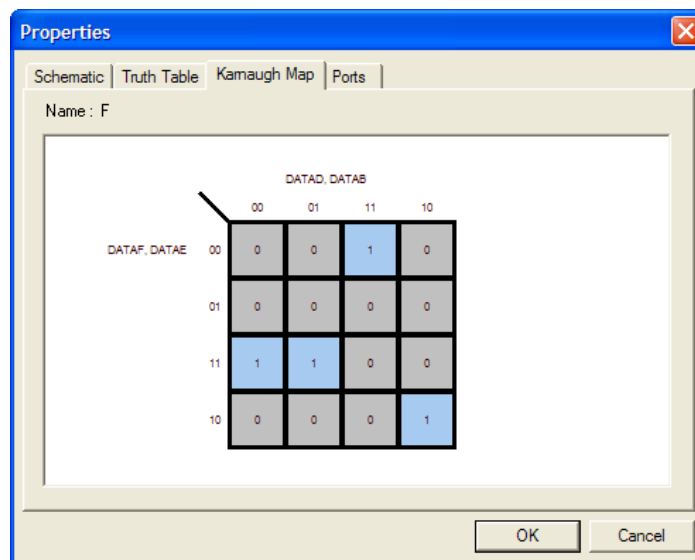 Properties
Schematic Truth Table Karnaugh Map Ports
Name : F
DATAD, DATAB
00 01 11 10
DATAF, DATAE 00 0 0 1 0
01 0 0 0 0
11 1 1 0 0
10 0 0 0 1
OK Cancel